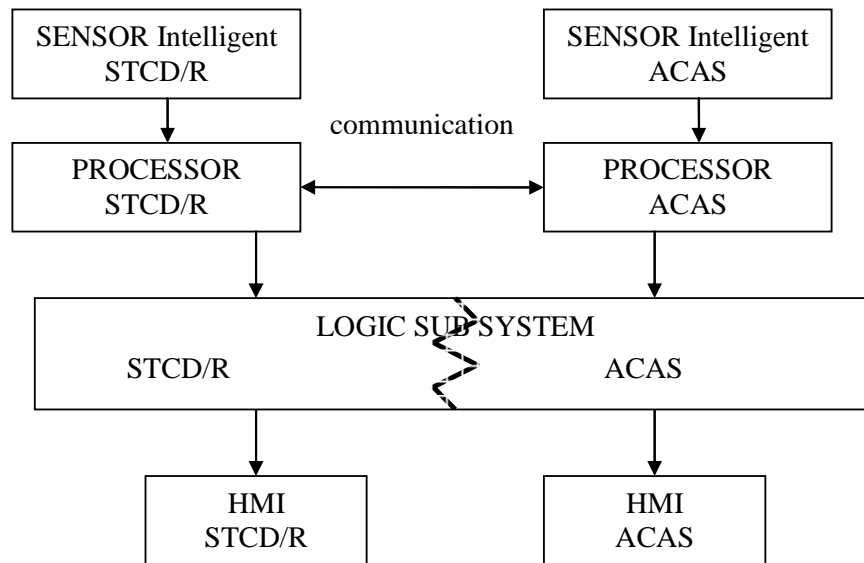 SENSOR Intelligent
STCD/R
SENSOR Intelligent
ACAS
communication
PROCESSOR
STCD/R
PROCESSOR
ACAS
LOGIC SUB SYSTEM
STCD/R
ACAS
HMI
STCD/R
HMI
ACAS